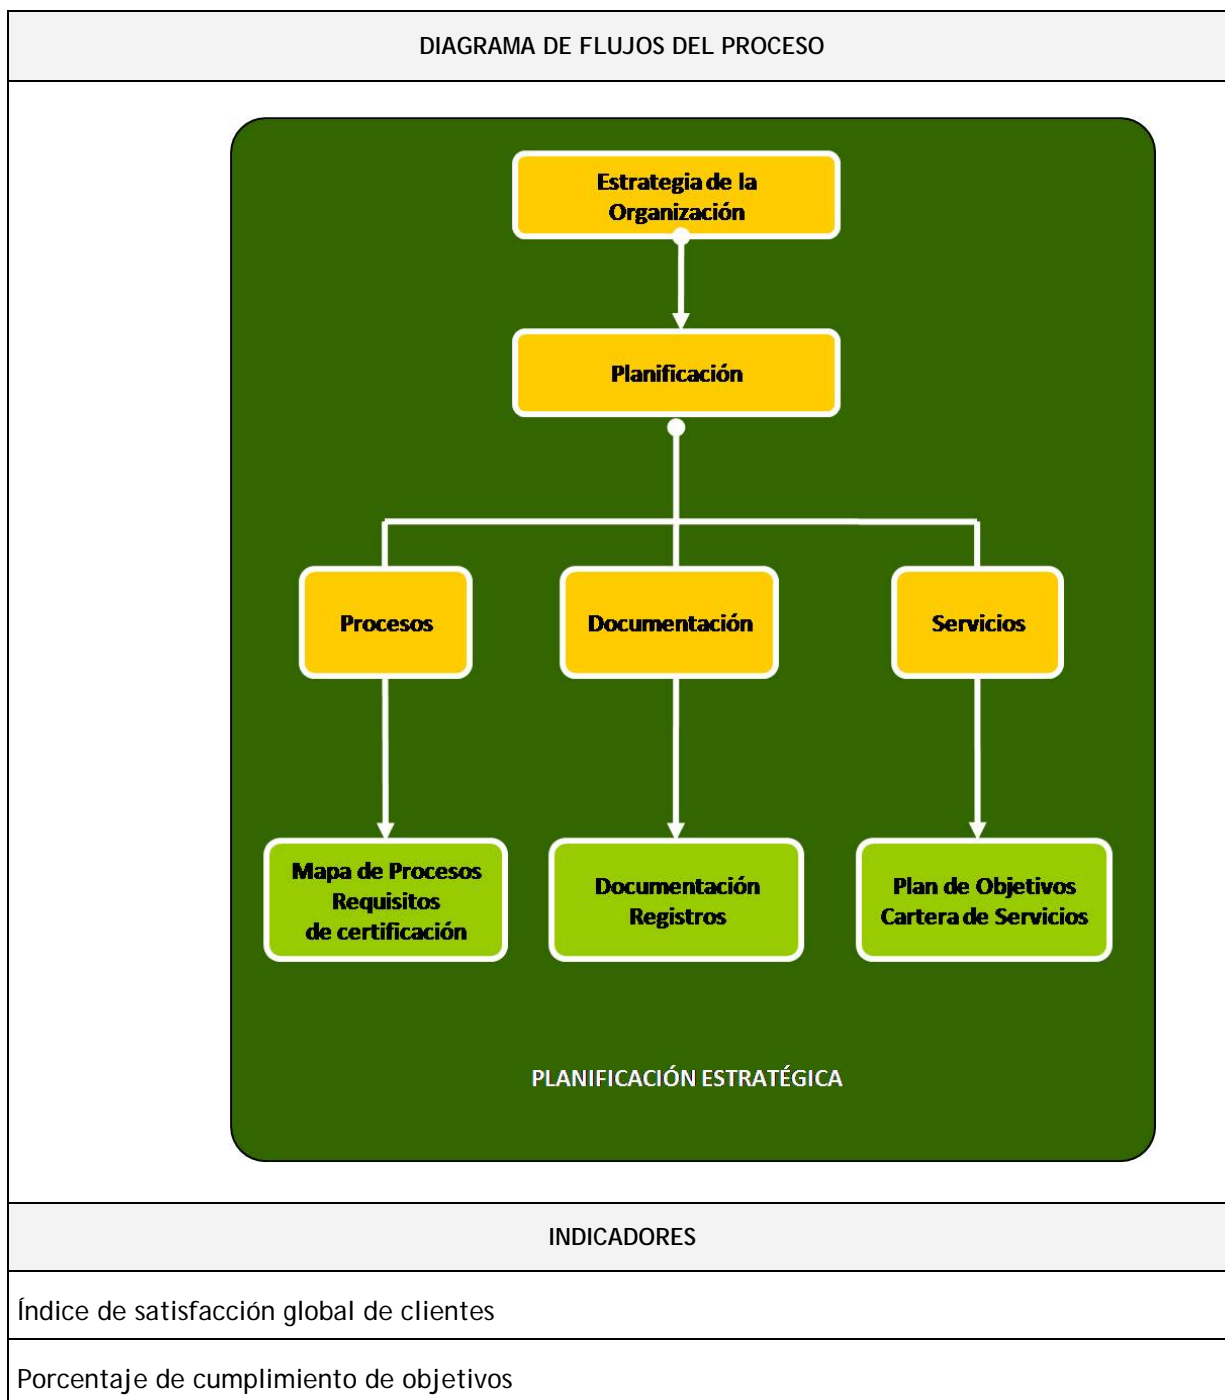 DIAGRAMA DE FLUJOS DEL PROCESO
Estrategia de la
Organización
Planificación
Procesos
Documentación
Servicios
Mapa de Procesos
Requisitos
de certificación
Documentación
Registros
Plan de Objetivos
Cartera de Servicios
PLANIFICACIÓN ESTRATÉGICA
INDICADORES
Índice de satisfacción global de clientes
Porcentaje de cumplimiento de objetivos